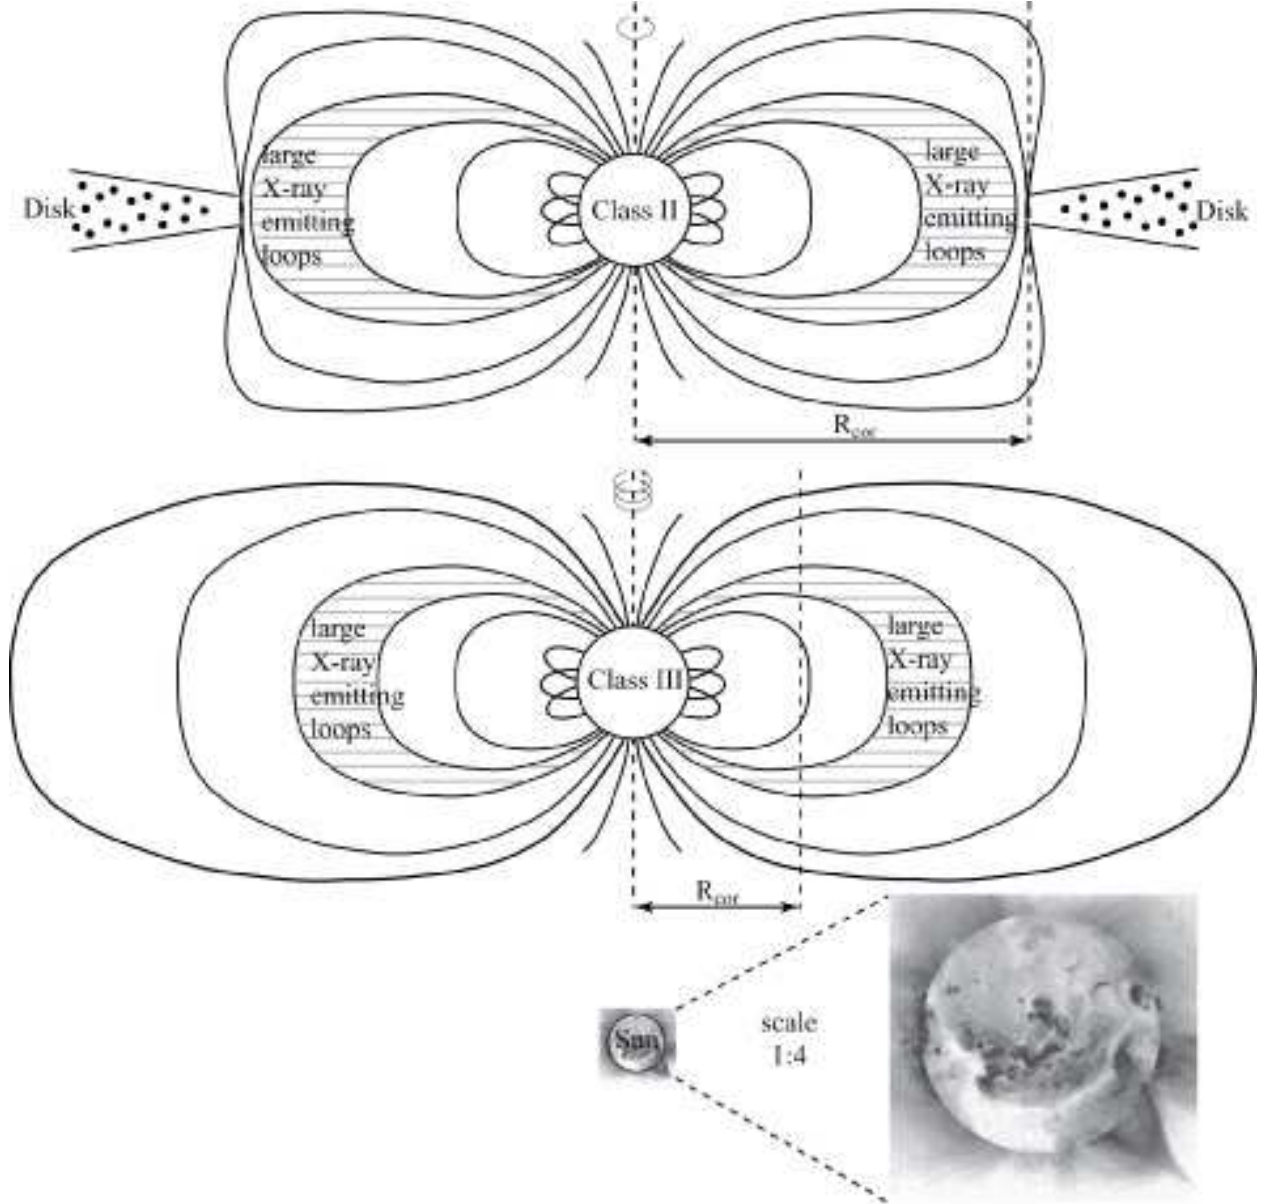 large
X-ray
emitting
loops
large
X-ray
emitting
loops
Disk
Class II
Disk
R_cor
large
X-ray
emitting
loops
large
X-ray
emitting
loops
Class III
R_cor
Sun
scale
1:4